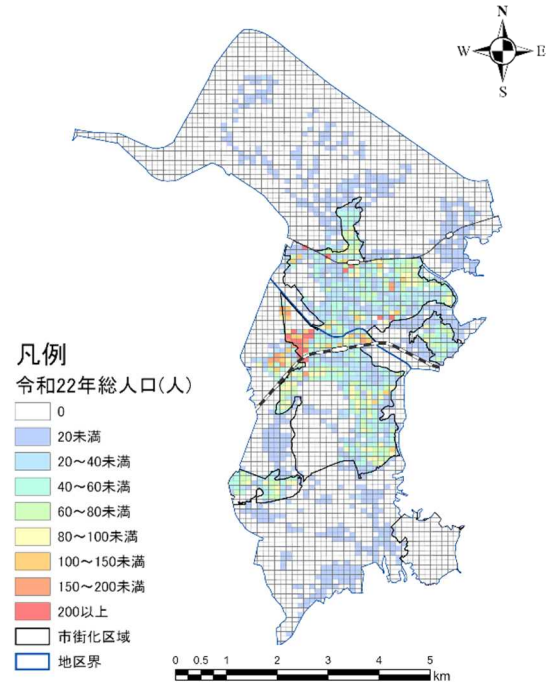 N
W E
S
凡例
令和22年総人口(人)
0
20未満
20～40未満
40～60未満
60～80未満
80～100未満
100～150未満
150～200未満
200以上
市街化区域
地区界
0 0.5 1 2 3 4 5
km